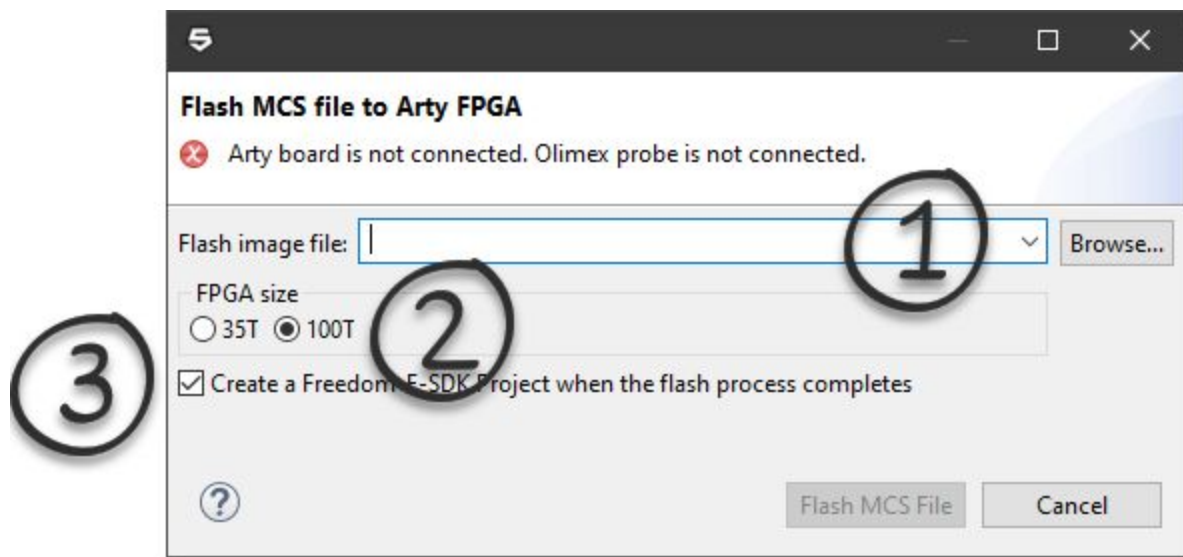 Flash MCS file to Arty FPGA
Arty board is not connected. Olimex probe is not connected.
1
Flash image file:
Browse...
FPGA size
2
35T 100T
3
Create a Freedom E-SDK Project when the flash process completes
?
Flash MCS File
Cancel